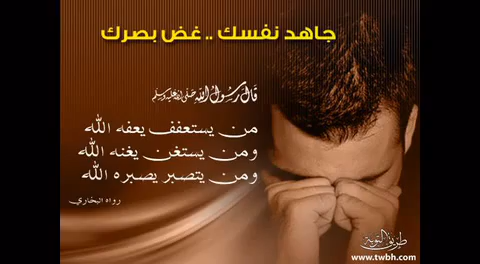 جاهد نفسك .. غض بصرك
قال رسول الله صلى الله عليه وسلم
من يستعفف يعفه الله
ومن يستغن يغنه الله
ومن يتصبر يصبره الله
رواه البخاري
طريق التوبة
www.twbh.com